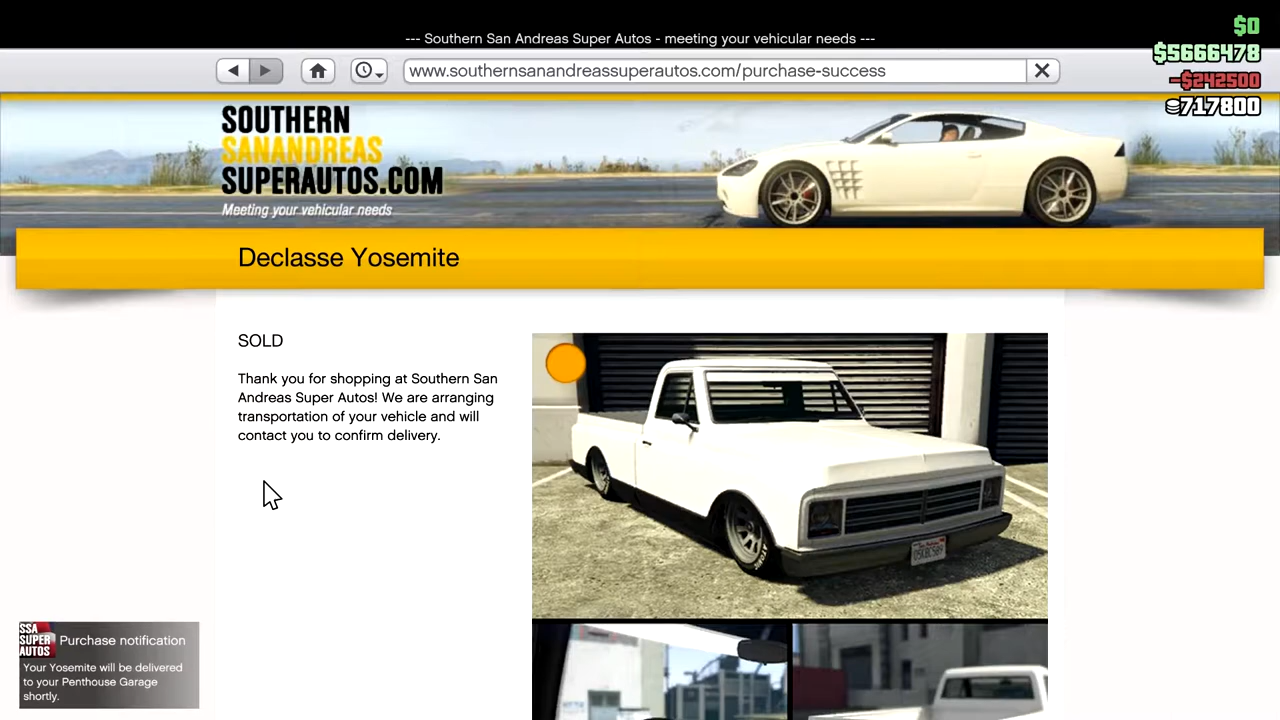 --- Southern San Andreas Super Autos - meeting your vehicular needs ---
$0
$5666478
-$242500
717800
www.southernsanandreassuperautos.com/purchase-success
SOUTHERN
SANANDREAS
SUPERAUTOS.COM
Meeting your vehicular needs
Declasse Yosemite
SOLD
Thank you for shopping at Southern San
Andreas Super Autos! We are arranging
transportation of your vehicle and will
contact you to confirm delivery.
SSA
SUPER
AUTOS
Purchase notification
Your Yosemite will be delivered
to your Penthouse Garage
shortly.